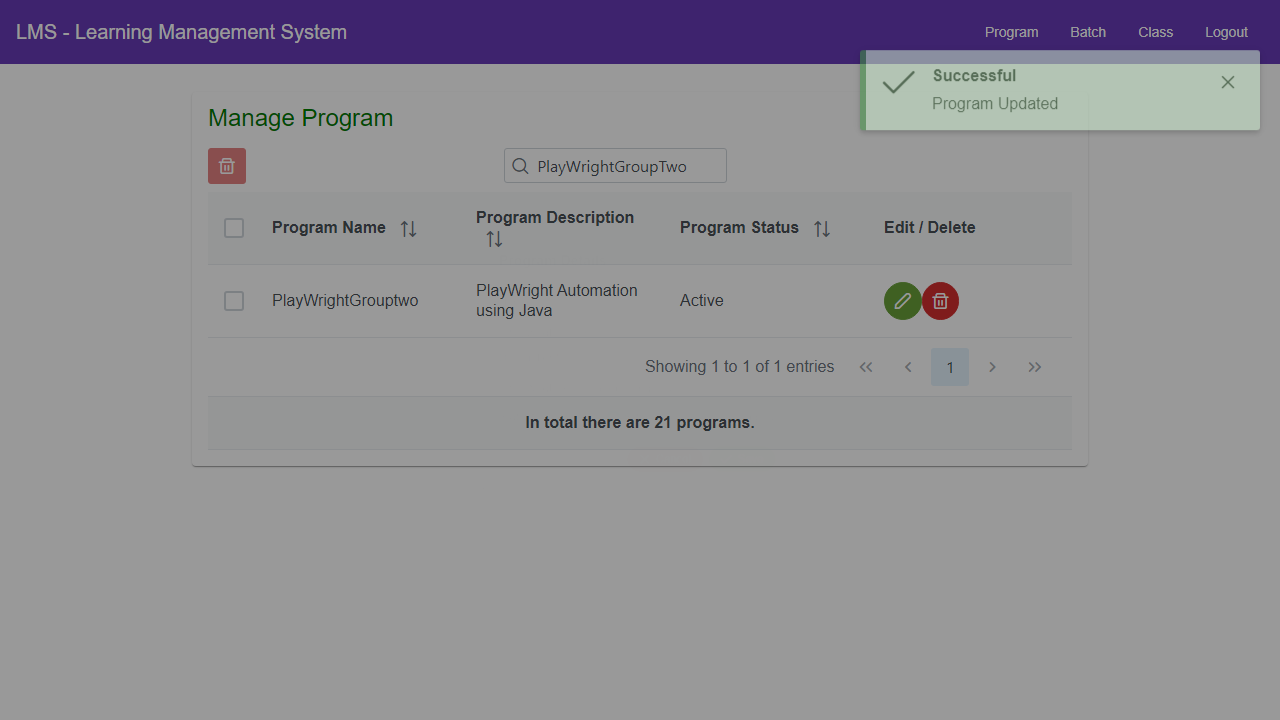 LMS - Learning Management System
Program Batch Class Logout
Successful
Program Updated
Manage Program
PlayWrightGroupTwo
Program Name Program Description Program Status Edit / Delete
PlayWrightGrouptwo PlayWright Automation using Java Active
Showing 1 to 1 of 1 entries 1
In total there are 21 programs.